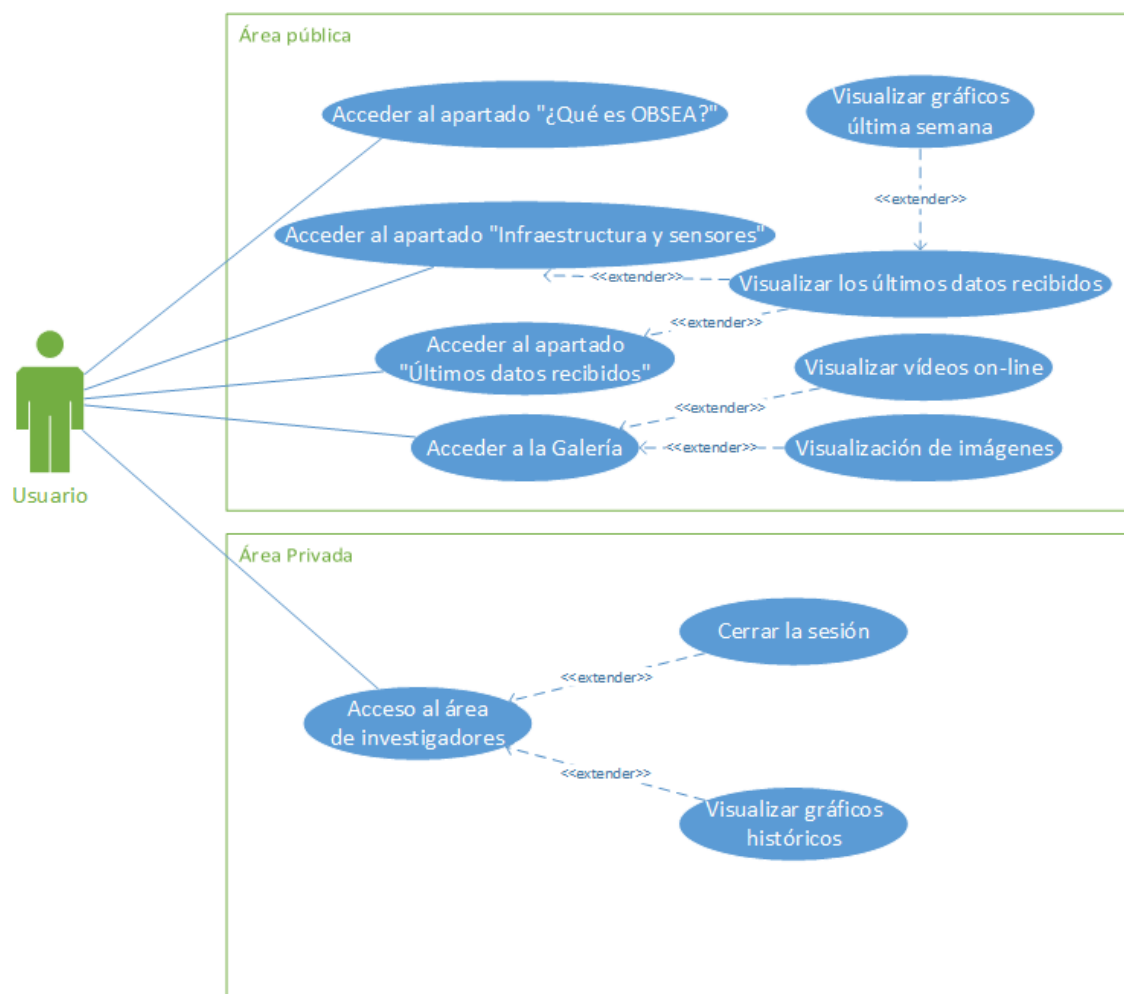 Área pública
Acceder al apartado "¿Qué es OBSEA?"
Visualizar gráficos
última semana
<<extender>>
Acceder al apartado "Infraestructura y sensores"
<<extender>>
Visualizar los últimos datos recibidos
<<extender>>
Acceder al apartado
"Últimos datos recibidos"
Visualizar vídeos on-line
<<extender>>
Acceder a la Galería
<<extender>>
Visualización de imágenes
Usuario
Área Privada
Cerrar la sesión
<<extender>>
Acceso al área
de investigadores
<<extender>>
Visualizar gráficos
históricos